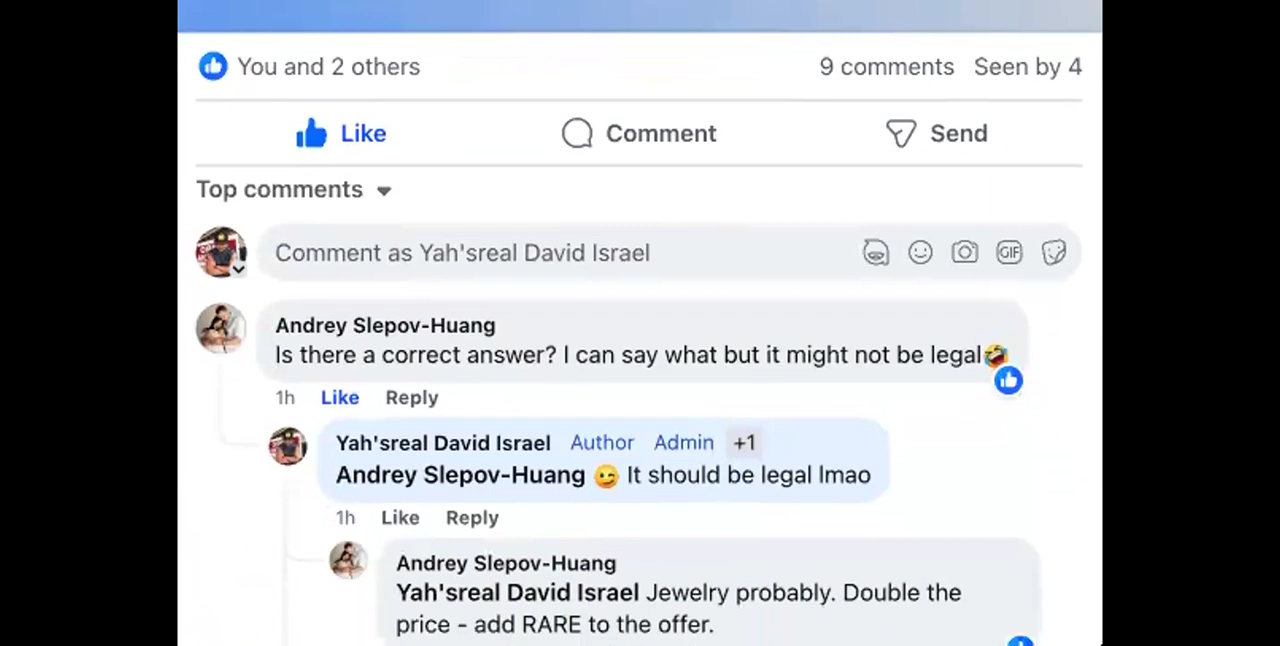 You and 2 others 9 comments Seen by 4
Like Comment Send
Top comments
Comment as Yah'sreal David Israel GIF
Andrey Slepov-Huang
Is there a correct answer? I can say what but it might not be legal🤣
1h Like Reply
Yah'sreal David Israel Author Admin +1
Andrey Slepov-Huang 😉 It should be legal lmao
1h Like Reply
Andrey Slepov-Huang
Yah'sreal David Israel Jewelry probably. Double the
price - add RARE to the offer.